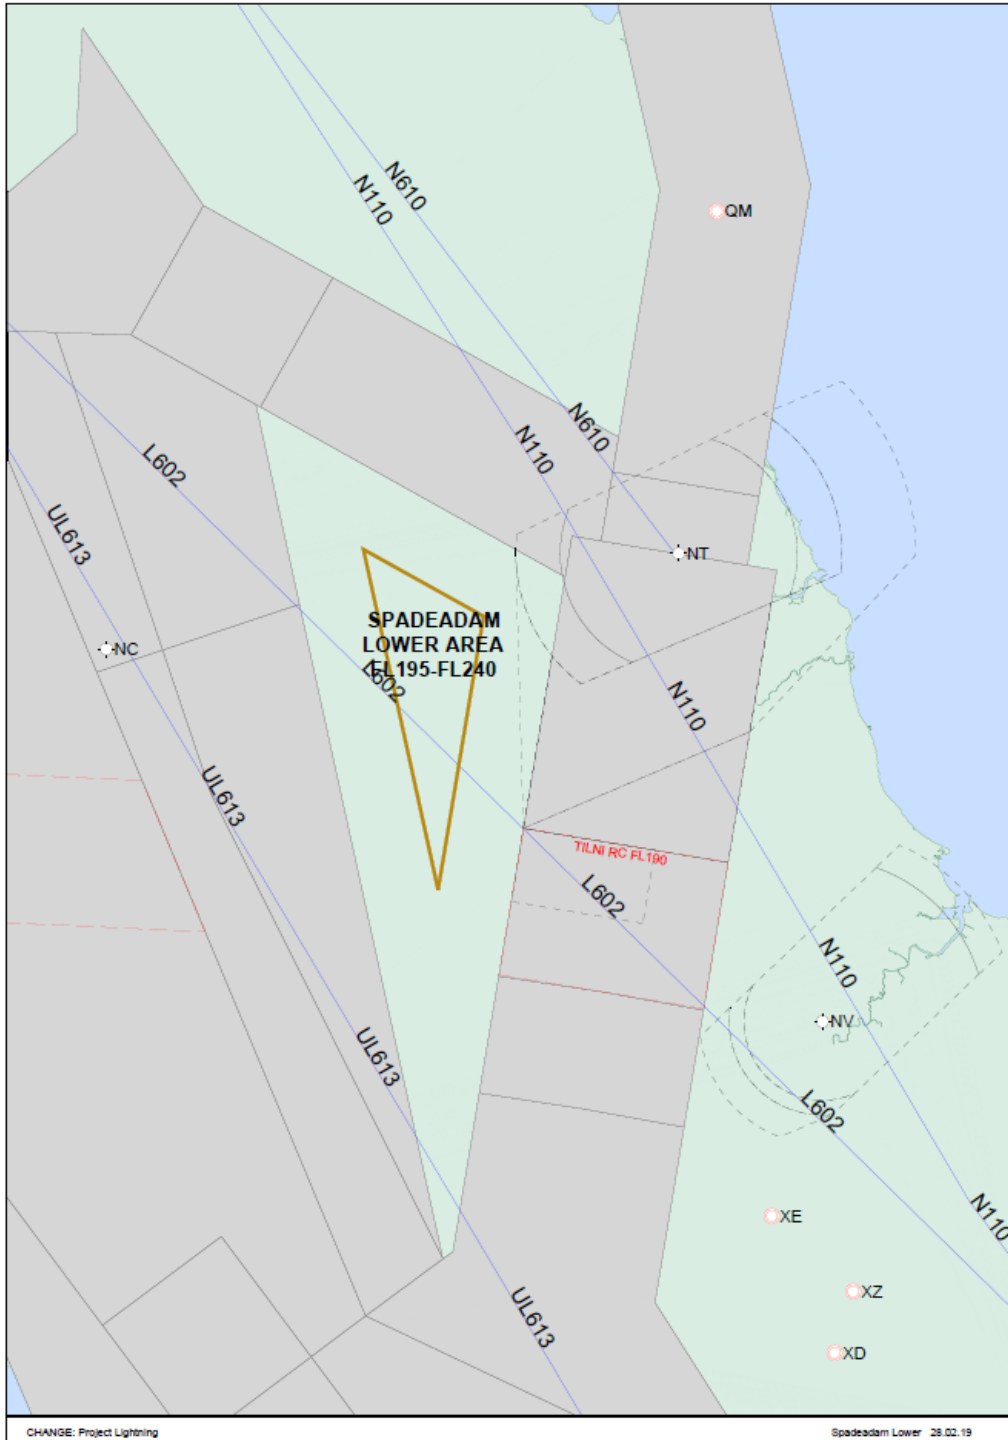 N610
N110
QM
N610
N110
L602
UL613
NT
SPADEADAM
LOWER AREA
FL195-FL240
NC
L602
N110
UL613
TILNI RC FL190
L602
N110
NV
UL613
L602
XE
N110
XZ
UL613
XD
CHANGE: Project Lightning
Spadeadam Lower 28.02.19